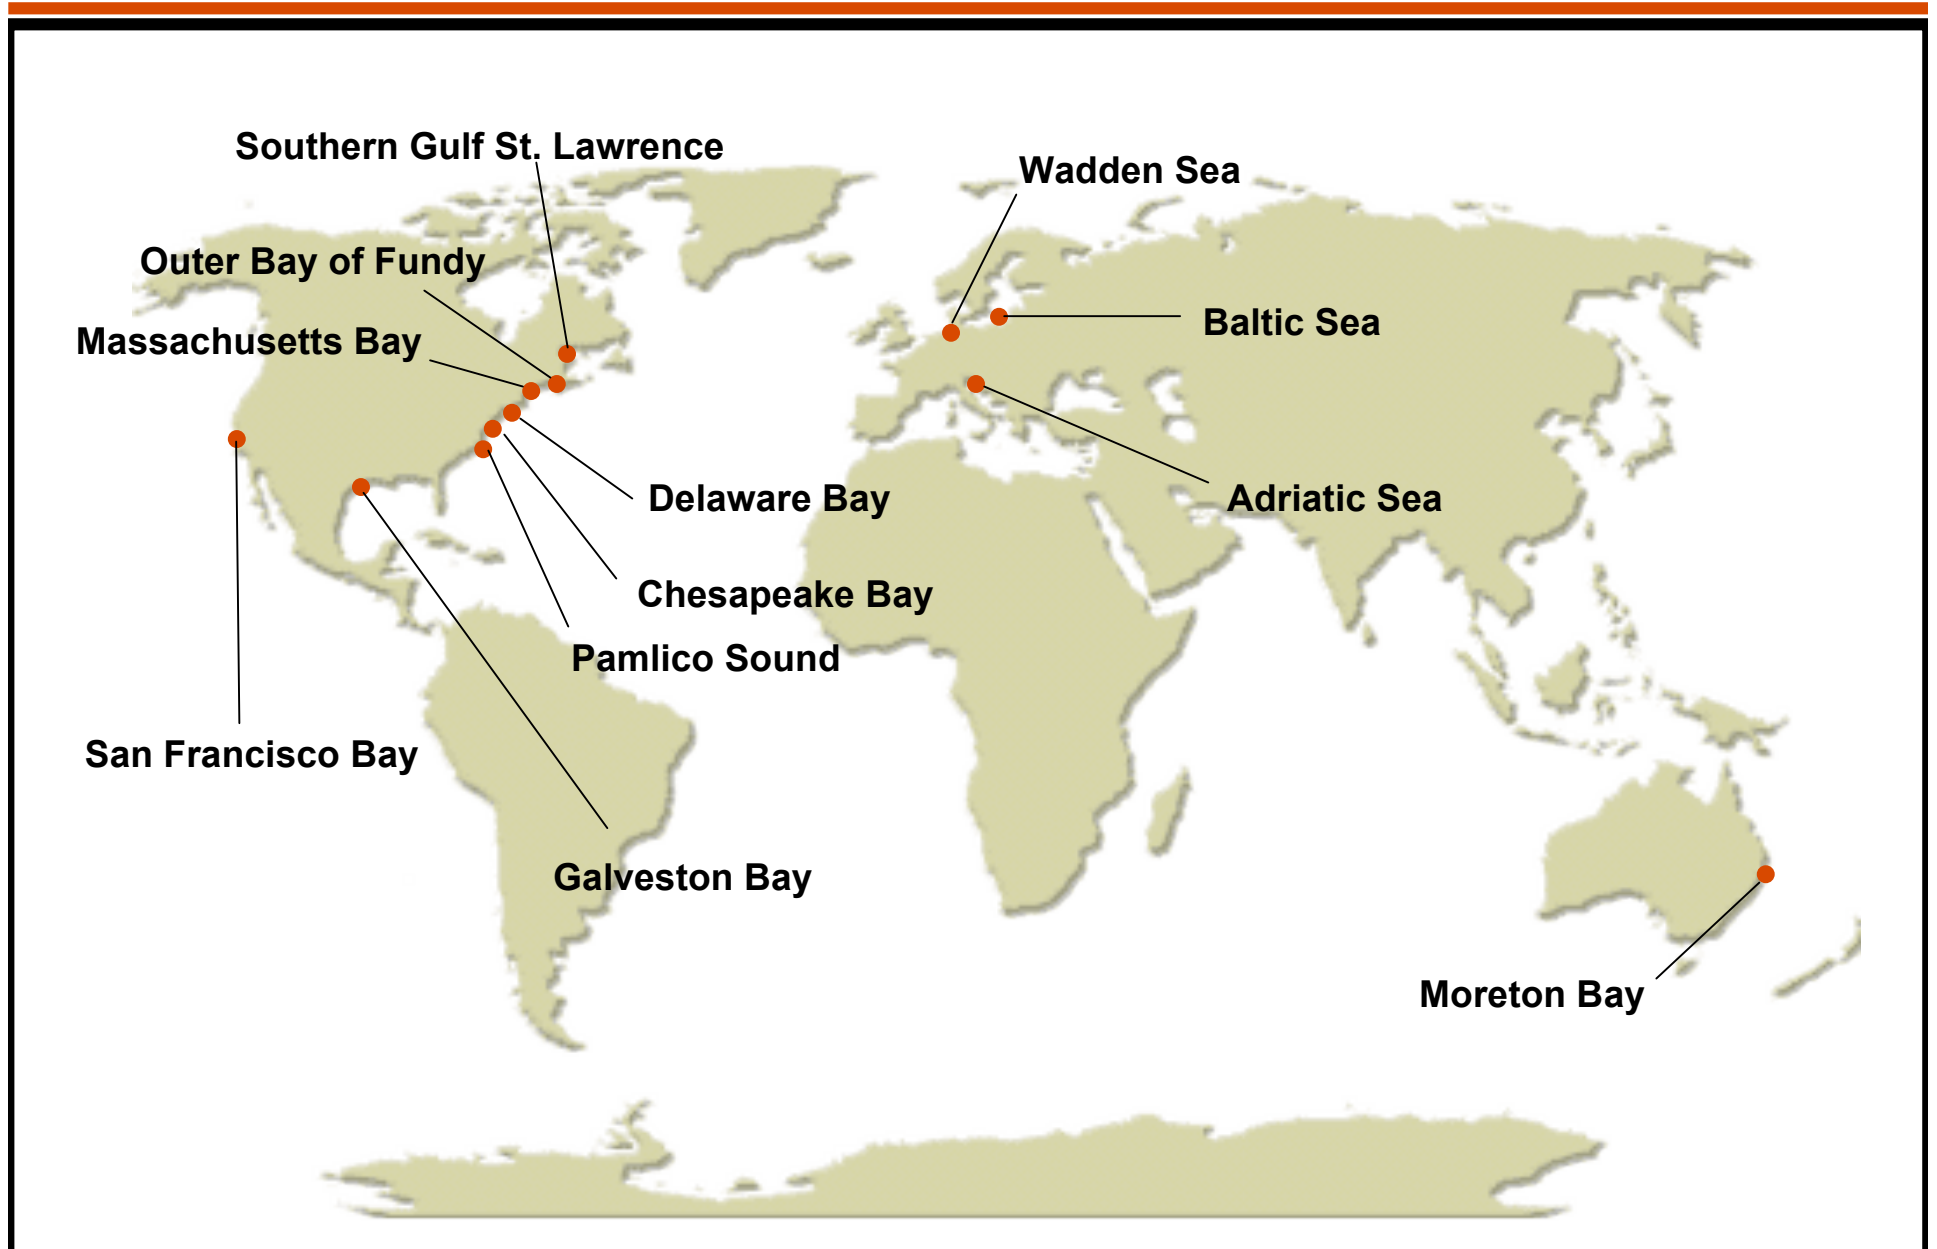 Southern Gulf St. Lawrence
Wadden Sea
Outer Bay of Fundy
Baltic Sea
Massachusetts Bay
Delaware Bay
Adriatic Sea
Chesapeake Bay
Pamlico Sound
San Francisco Bay
Galveston Bay
Moreton Bay